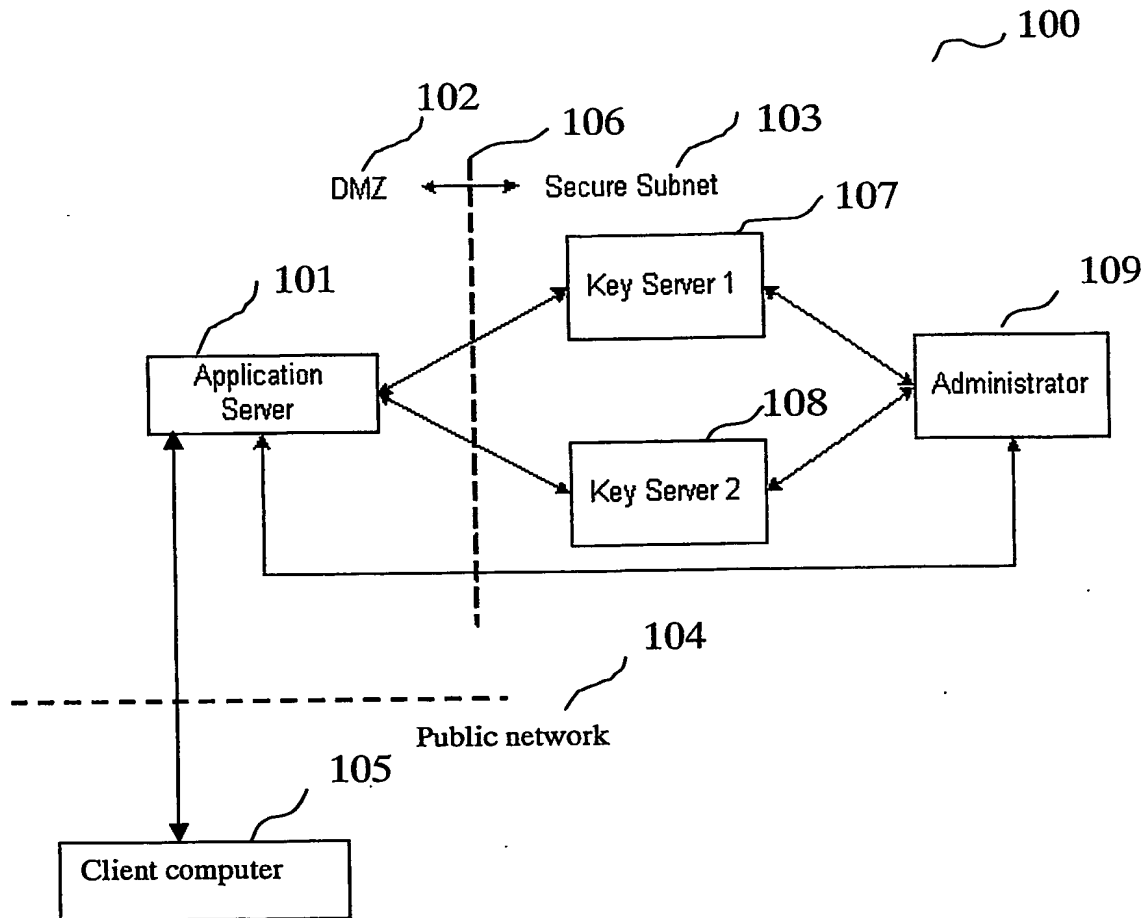 100
102
106
103
DMZ
Secure Subnet
107
Key Server 1
101
109
Application
Server
Administrator
108
Key Server 2
104
Public network
105
Client computer